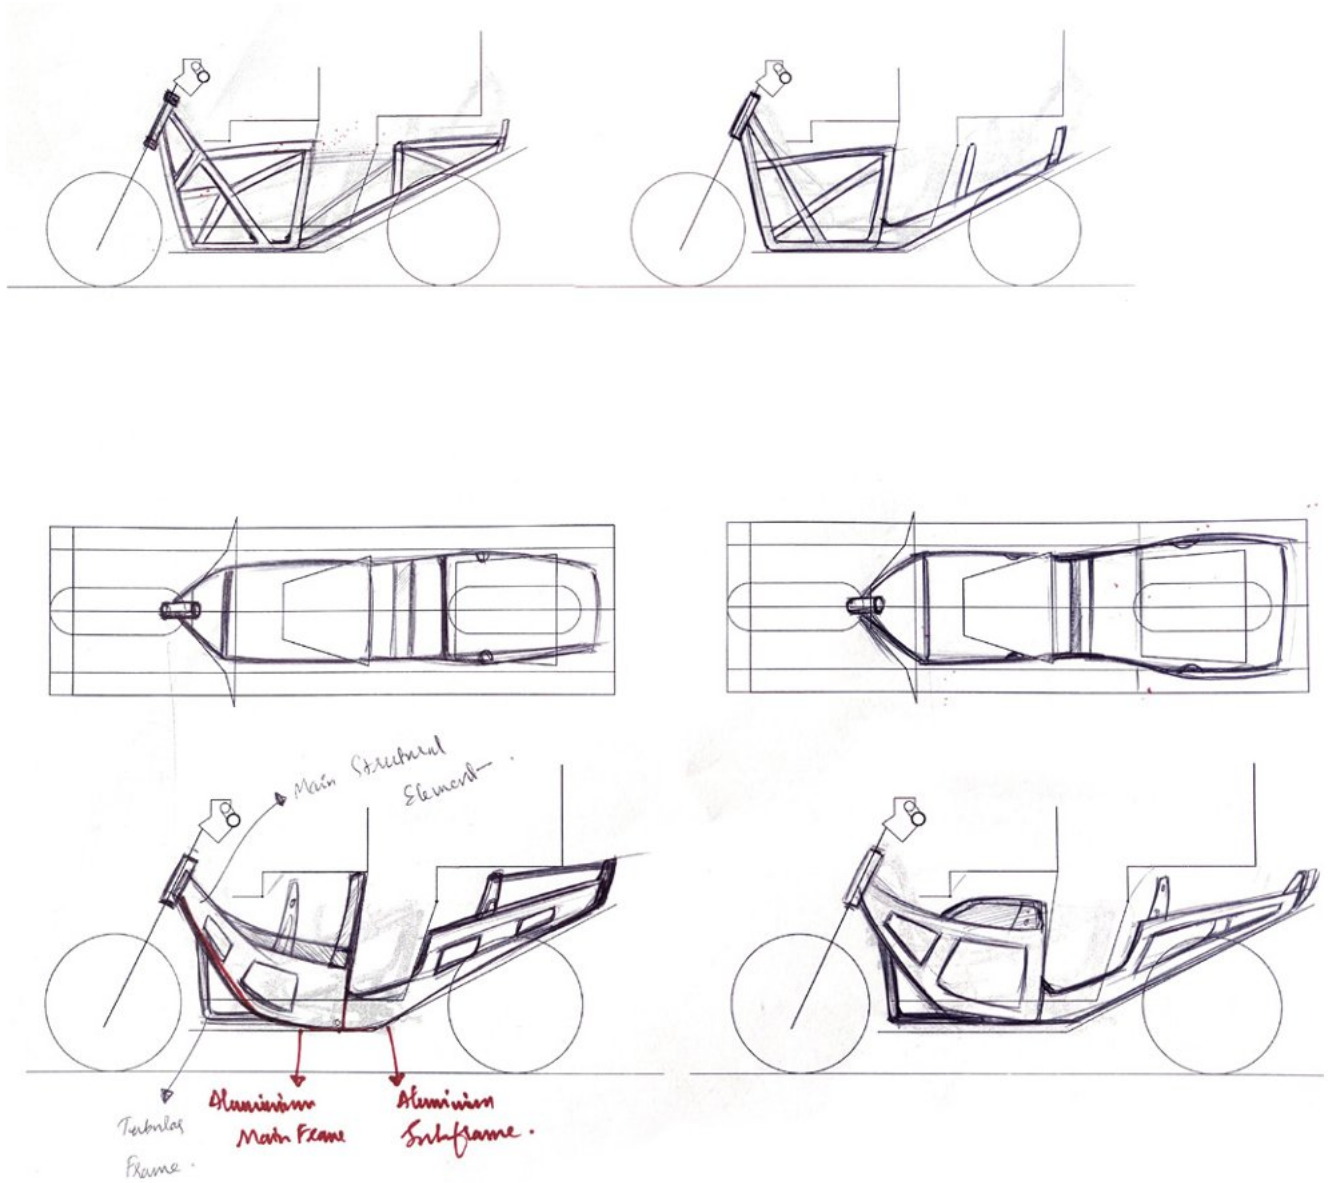 Main Structural
Element.
Tubular
Frame.
Aluminium
Main Frame
Aluminium
Subframe.